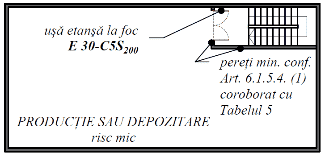 ușă etanșă la foc
E 30-C5S200
pereți min. conf.
Art. 6.1.5.4. (1)
coroborat cu
Tabelul 5
PRODUCȚIE SAU DEPOZITARE
risc mic